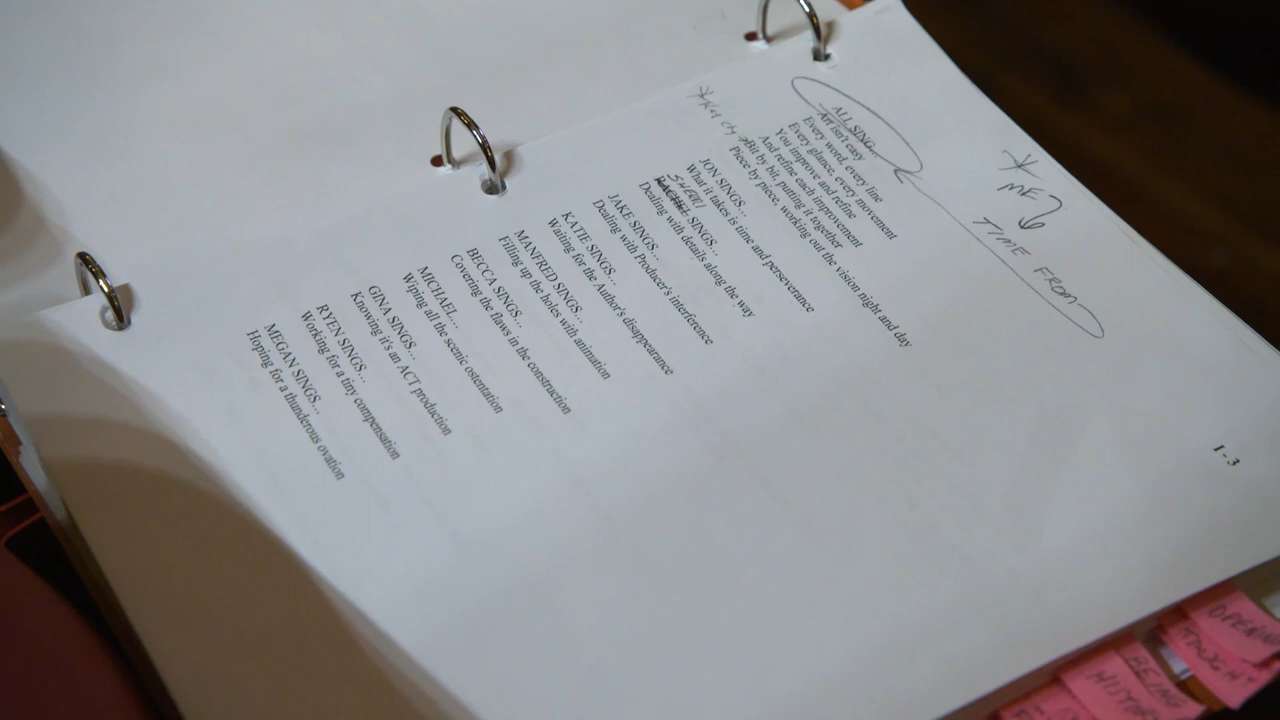 I - 3
ALL SING...
Art isn't easy
Every word, every line
Every glance, every movement
You improve and refine
And refine each improvement
Bit by bit, putting it together
Piece by piece, working out the vision night and day
JON SINGS...
What it takes is time and perseverance
SINGS...
Dealing with details along the way
JAKE SINGS...
Dealing with Producer's interference
KATIE SINGS...
Waiting for the Author's disappearance
MANFRED SINGS...
Filling up the holes with animation
BECCA SINGS...
Covering the flaws in the construction
MICHAEL...
Wiping all the scenic ostentation
GINA SINGS...
Knowing it's an ACT production
RYEN SINGS...
Working for a tiny compensation
MEGAN SINGS...
Hoping for a thunderous ovation
TIME FROM
BEING